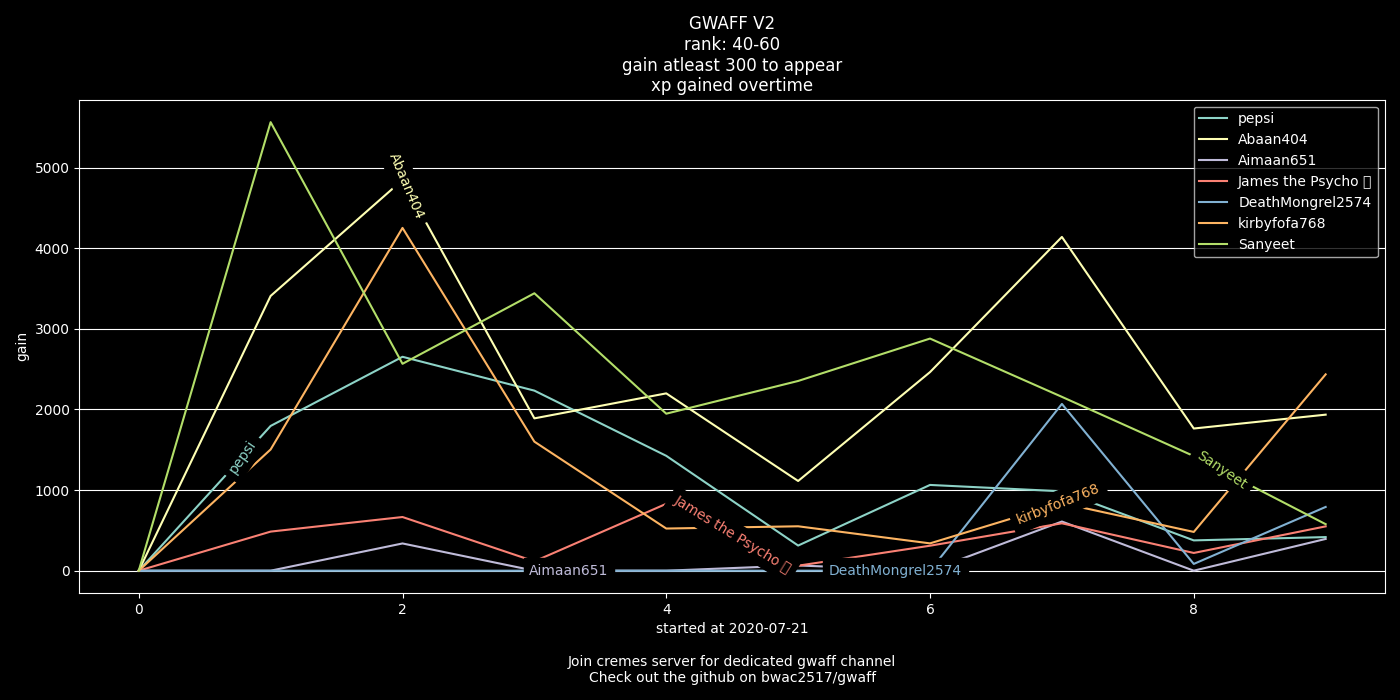 GWAFF V2
rank: 40-60
gain atleast 300 to appear
xp gained overtime
pepsi
Abaan404
Aimaan651
James the Psycho
DeathMongrel2574
kirbyfofa768
Sanyeet
Abaan404
pepsi
Aimaan651
James the Psycho
DeathMongrel2574
kirbyfofa768
Sanyeet
5000
4000
3000
2000
1000
0
gain
0 2 4 6 8
started at 2020-07-21
Join cremes server for dedicated gwaff channel
Check out the github on bwac2517/gwaff